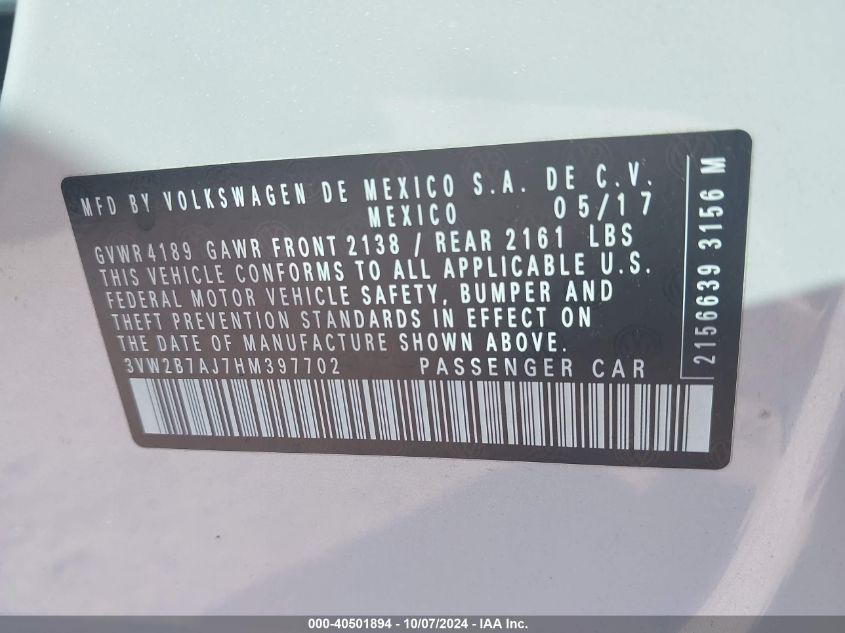 MFD BY VOLKSWAGEN DE MEXICO S.A. DE C.V.
MEXICO 05/17
GVWR 4189 GAWR FRONT 2138 / REAR 2161 LBS
THIS VEHICLE CONFORMS TO ALL APPLICABLE U.S.
FEDERAL MOTOR VEHICLE SAFETY, BUMPER AND
THEFT PREVENTION STANDARDS IN EFFECT ON
THE DATE OF MANUFACTURE SHOWN ABOVE.
3VW2B7AJ7HM397702 PASSENGER CAR
2156639 3156 M
000-40501894 - 10/07/2024 - IAA Inc.